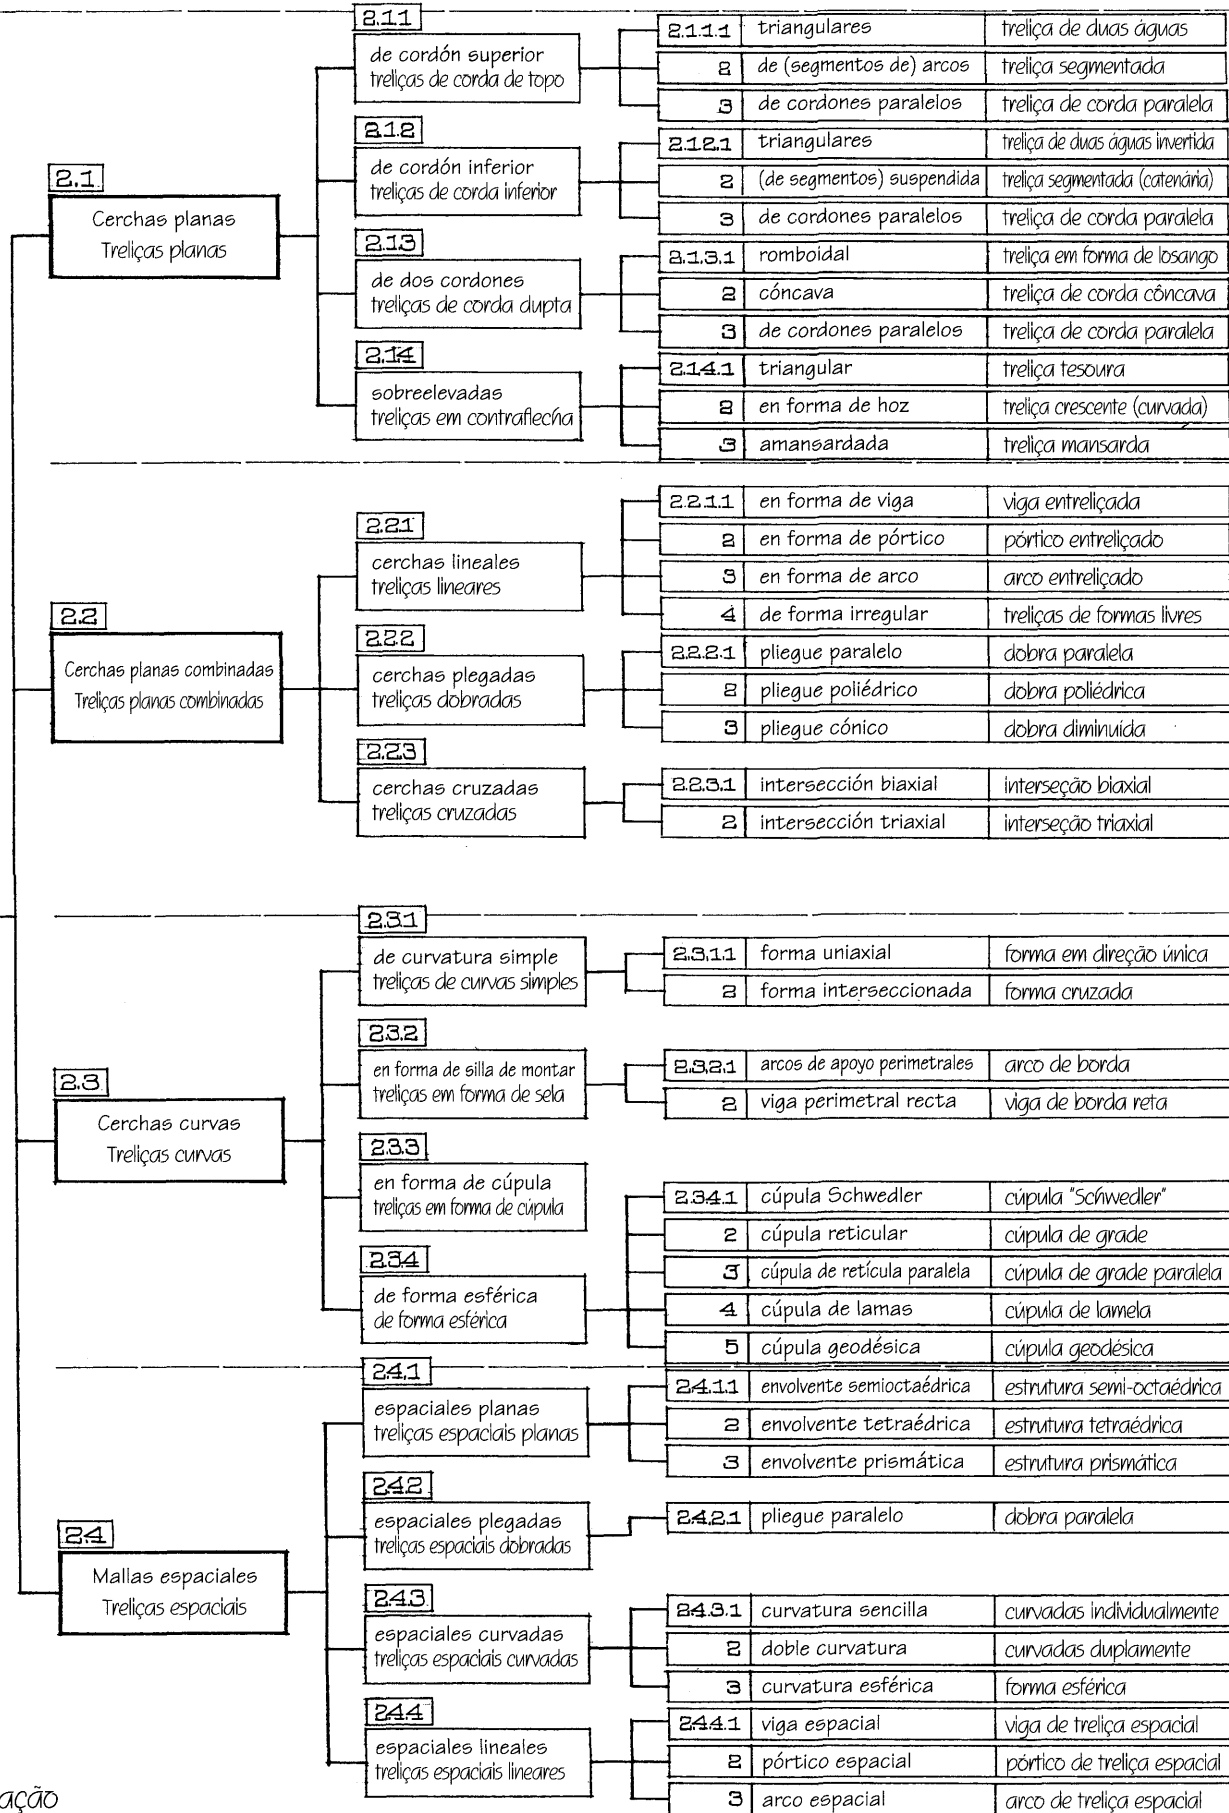 2.1
Cerchas planas
Treliças planas
2.1.1
de cordón superior
treliças de corda de topo
2.1.1.1 triangulares treliça de duas águas
2 de (segmentos de) arcos treliça segmentada
3 de cordones paralelos treliça de corda paralela
2.1.2
de cordón inferior
treliças de corda inferior
2.1.2.1 triangulares treliça de duas águas invertida
2 (de segmentos) suspendida treliça segmentada (catenária)
3 de cordones paralelos treliça de corda paralela
2.1.3
de dos cordones
treliças de corda dupta
2.1.3.1 romboidal treliça em forma de losango
2 cóncava treliça de corda côncava
3 de cordones paralelos treliça de corda paralela
2.1.4
sobreelevadas
treliças em contraflecha
2.1.4.1 triangular treliça tesoura
2 en forma de hoz treliça crescente (curvada)
3 amansardada treliça mansarda
2.2
Cerchas planas combinadas
Treliças planas combinadas
2.2.1
cerchas lineales
treliças lineares
2.2.1.1 en forma de viga viga entreliçada
2 en forma de pórtico pórtico entreliçado
3 en forma de arco arco entreliçado
4 de forma irregular treliças de formas livres
2.2.2
cerchas plegadas
treliças dobradas
2.2.2.1 pliegue paralelo dobra paralela
2 pliegue poliédrico dobra poliédrica
3 pliegue cónico dobra diminuída
2.2.3
cerchas cruzadas
treliças cruzadas
2.2.3.1 intersección biaxial interseção biaxial
2 intersección triaxial interseção triaxial
2.3
Cerchas curvas
Treliças curvas
2.3.1
de curvatura simple
treliças de curvas simples
2.3.1.1 forma uniaxial forma em direção única
2 forma interseccionada forma cruzada
2.3.2
en forma de silla de montar
treliças em forma de sela
2.3.2.1 arcos de apoyo perimetrales arco de borda
2 viga perimetral recta viga de borda reta
2.3.3
en forma de cúpula
treliças em forma de cúpula
2.3.4
de forma esférica
de forma esférica
2.3.4.1 cúpula Schwedler cúpula "Schwedler"
2 cúpula reticular cúpula de grade
3 cúpula de retícula paralela cúpula de grade paralela
4 cúpula de lamas cúpula de lamela
5 cúpula geodésica cúpula geodésica
2.4
Mallas espaciales
Treliças espaciais
2.4.1
espaciales planas
treliças espaciais planas
2.4.1.1 envolvente semioctaédrica estrutura semi-octaédrica
2 envolvente tetraédrica estrutura tetraédrica
3 envolvente prismática estrutura prismática
2.4.2
espaciales plegadas
treliças espaciais dobradas
2.4.2.1 pliegue paralelo dobra paralela
2.4.3
espaciales curvadas
treliças espaciais curvadas
2.4.3.1 curvatura sencilla curvadas individualmente
2 doble curvatura curvadas duplamente
3 curvatura esférica forma esférica
2.4.4
espaciales lineales
treliças espaciais lineares
2.4.4.1 viga espacial viga de treliça espacial
2 pórtico espacial pórtico de treliça espacial
3 arco espacial arco de treliça espacial
ação